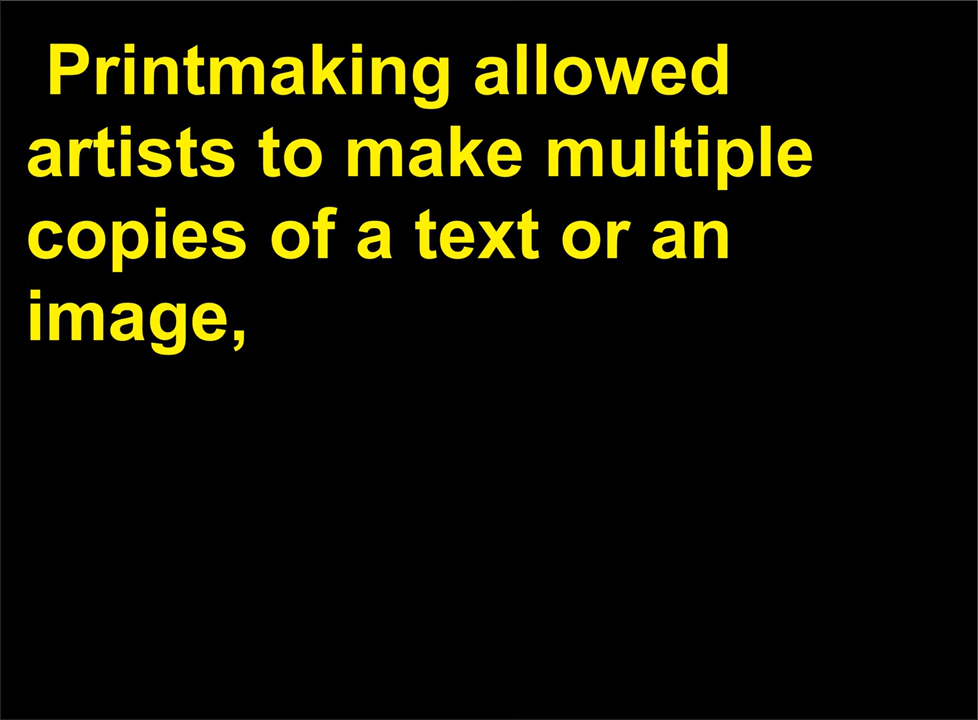 Printmaking allowed
artists to make multiple
copies of a text or an
image,